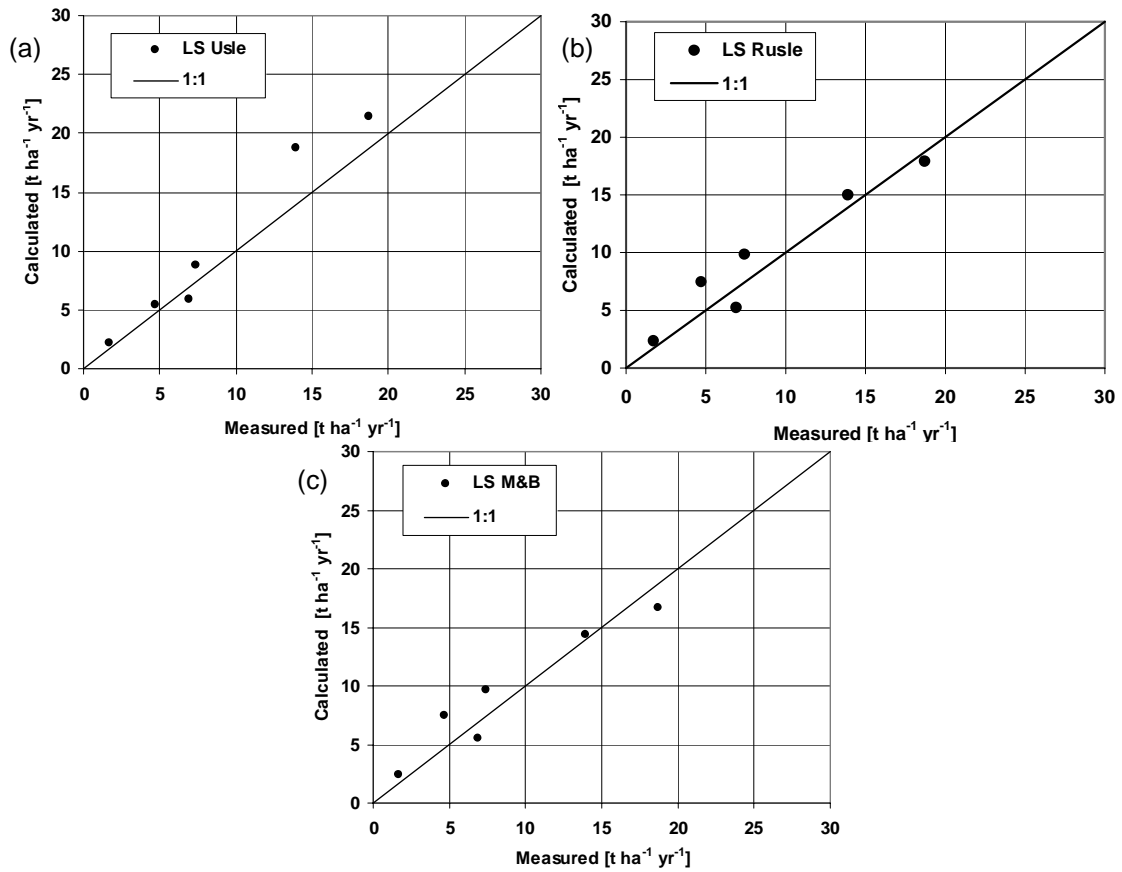 (a)
LS Usle
1:1
Calculated [t ha⁻¹ yr⁻¹]
30
25
20
15
10
5
0
0 5 10 15 20 25 30
Measured [t ha⁻¹ yr⁻¹]
(b)
LS Rusle
1:1
Calculated [t ha⁻¹ yr⁻¹]
30
25
20
15
10
5
0
0 5 10 15 20 25 30
Measured [t ha⁻¹ yr⁻¹]
(c)
LS M&B
1:1
Calculated [t ha⁻¹ yr⁻¹]
30
25
20
15
10
5
0
0 5 10 15 20 25 30
Measured [t ha⁻¹ yr⁻¹]